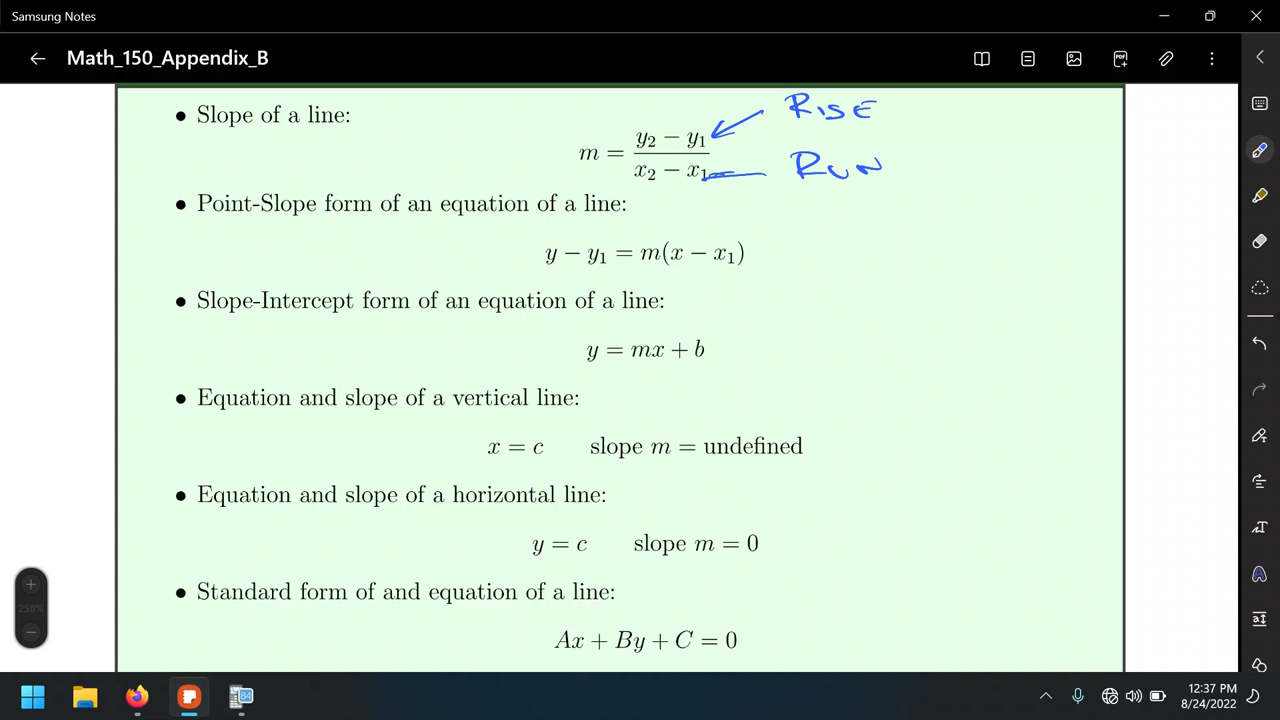 Samsung Notes
Math_150_Appendix_B
• Slope of a line:
RISE
m = (y₂ − y₁)/(x₂ − x₁)
RUN
• Point-Slope form of an equation of a line:
y − y₁ = m(x − x₁)
• Slope-Intercept form of an equation of a line:
y = mx + b
• Equation and slope of a vertical line:
x = c slope m = undefined
• Equation and slope of a horizontal line:
y = c slope m = 0
• Standard form of and equation of a line:
Ax + By + C = 0
258%
84
12:37 PM
8/24/2022